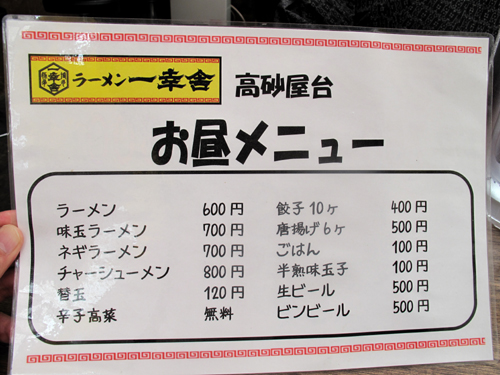 ラーメン一幸舎
高砂屋台
お昼メニュー
ラーメン 600円
味玉ラーメン 700円
ネギラーメン 700円
チャーシューメン 800円
替玉 120円
辛子高菜 無料
餃子10ヶ 400円
唐揚げ6ヶ 500円
ごはん 100円
半熟味玉子 100円
生ビール 500円
ビンビール 500円